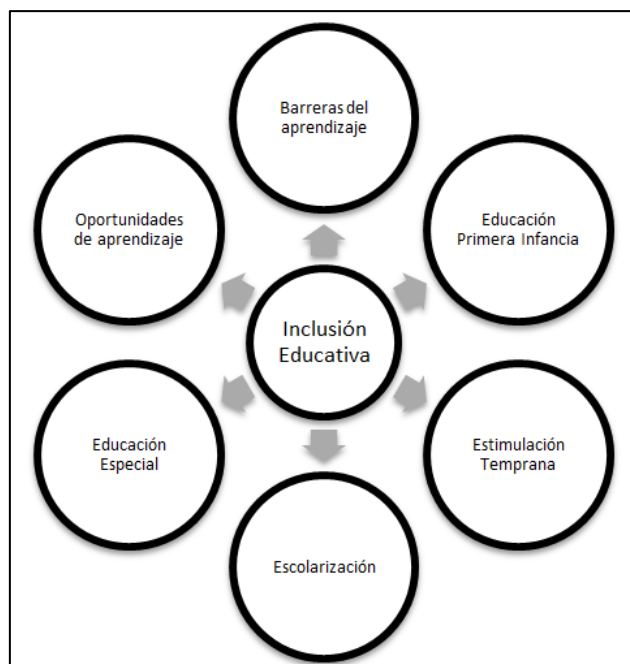 Barreras del
aprendizaje
Oportunidades
de aprendizaje
Educación
Primera Infancia
Inclusión
Educativa
Educación
Especial
Estimulación
Temprana
Escolarización